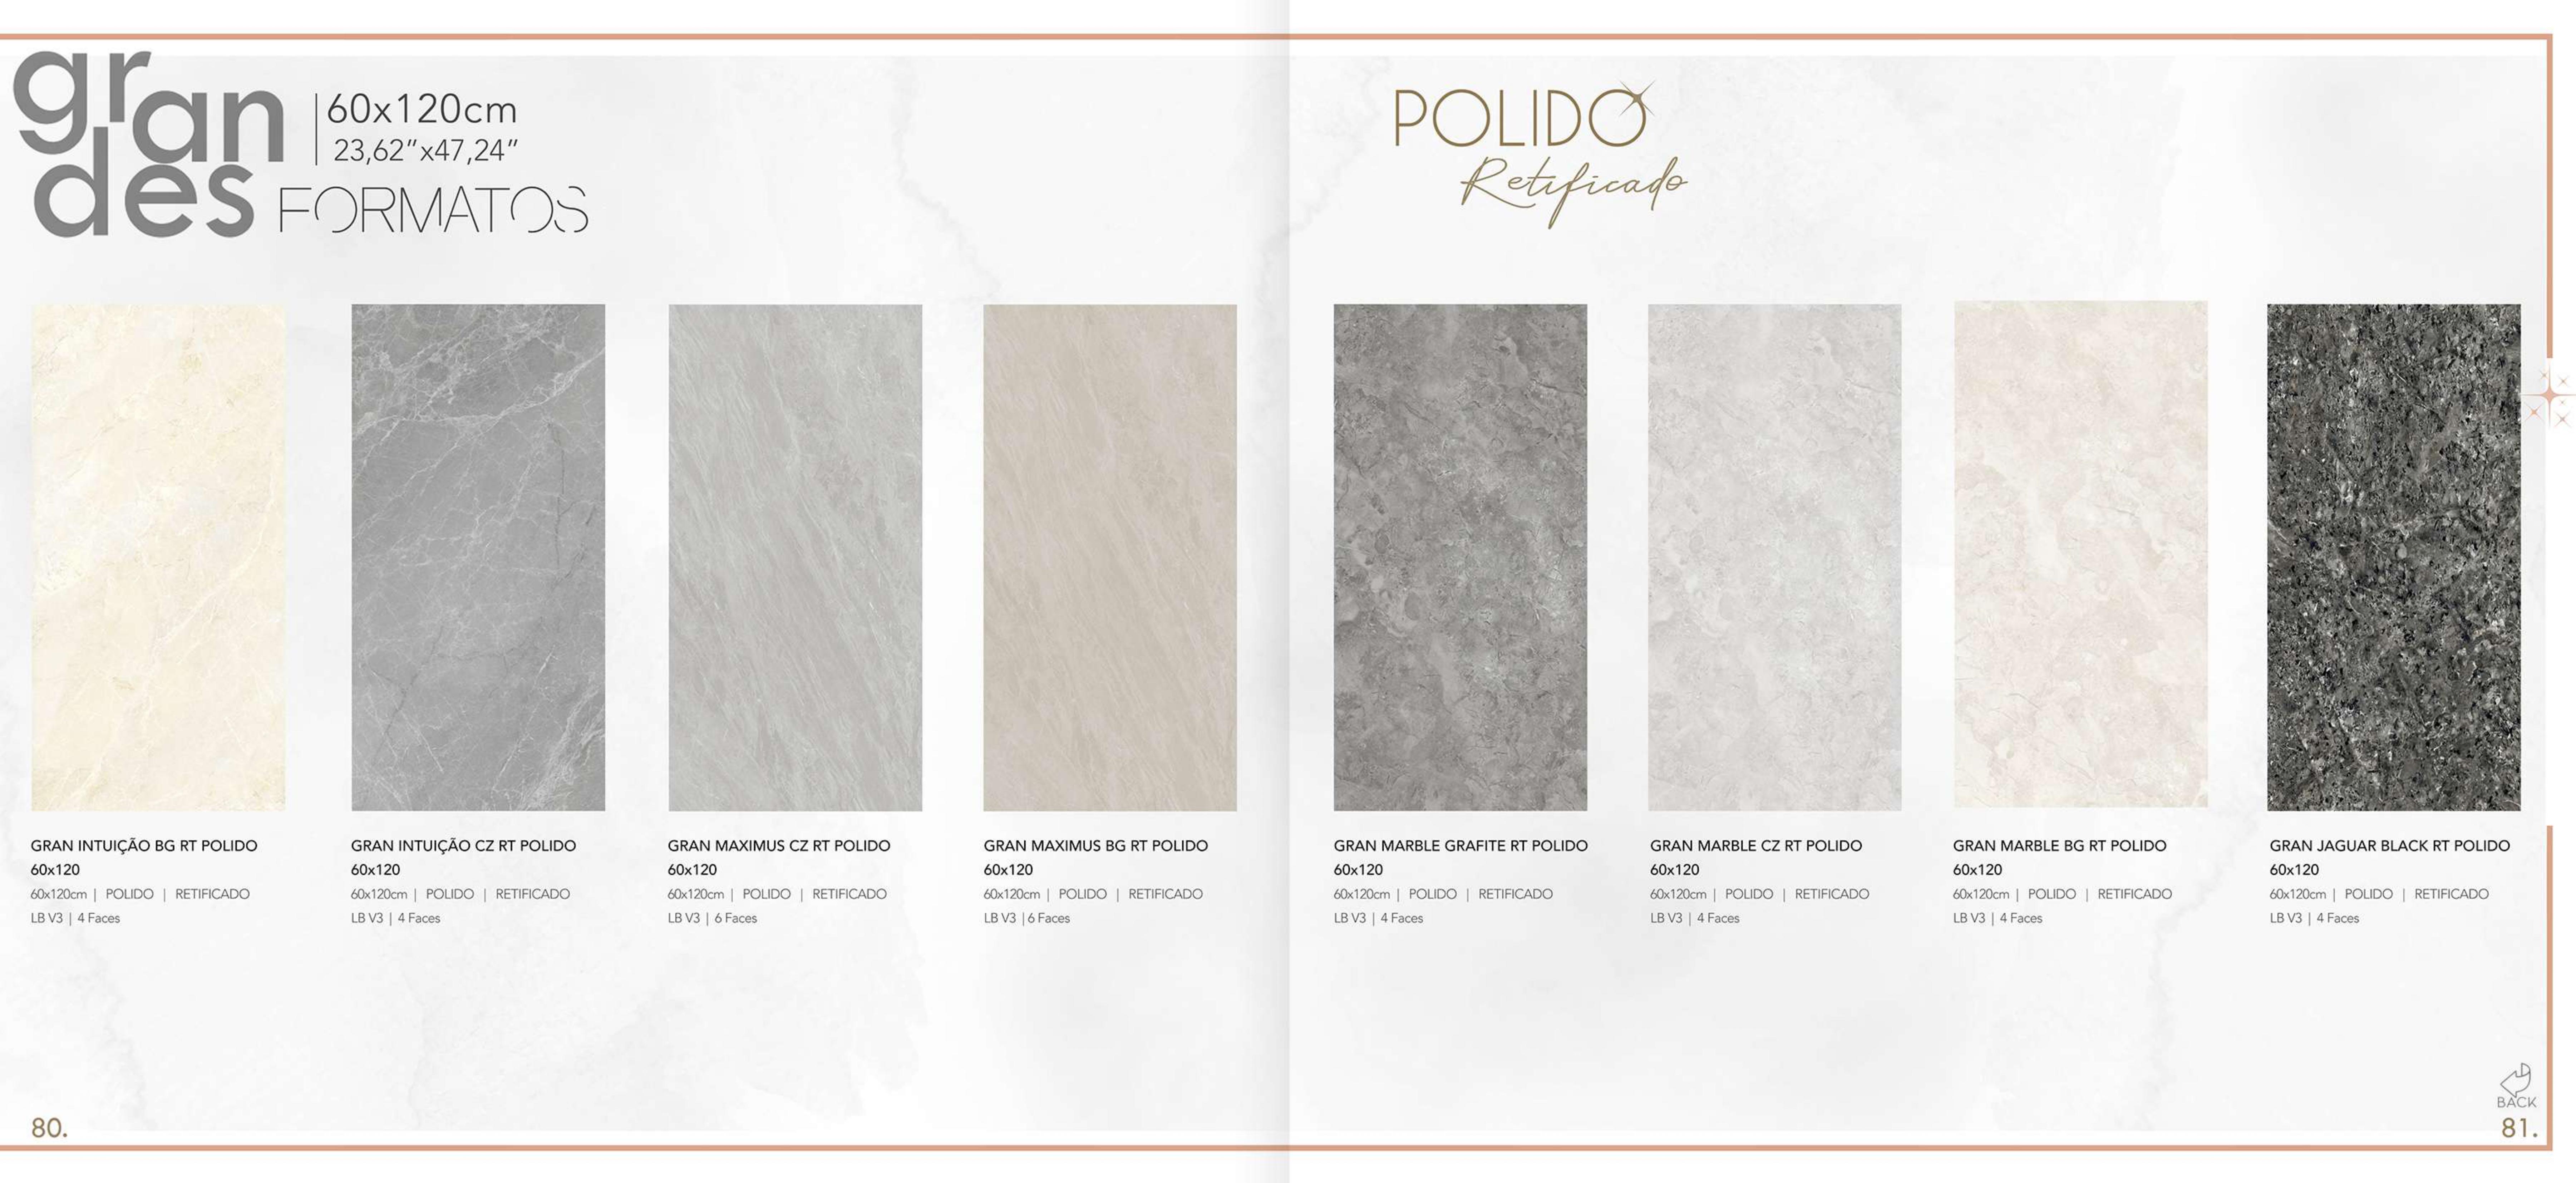 grandes
60x120cm
23,62”x47,24”
FORMATOS
POLIDO
Retificado
GRAN INTUIÇÃO BG RT POLIDO
60x120
60x120cm | POLIDO | RETIFICADO
LB V3 | 4 Faces
GRAN INTUIÇÃO CZ RT POLIDO
60x120
60x120cm | POLIDO | RETIFICADO
LB V3 | 4 Faces
GRAN MAXIMUS CZ RT POLIDO
60x120
60x120cm | POLIDO | RETIFICADO
LB V3 | 6 Faces
GRAN MAXIMUS BG RT POLIDO
60x120
60x120cm | POLIDO | RETIFICADO
LB V3 | 6 Faces
GRAN MARBLE GRAFITE RT POLIDO
60x120
60x120cm | POLIDO | RETIFICADO
LB V3 | 4 Faces
GRAN MARBLE CZ RT POLIDO
60x120
60x120cm | POLIDO | RETIFICADO
LB V3 | 4 Faces
GRAN MARBLE BG RT POLIDO
60x120
60x120cm | POLIDO | RETIFICADO
LB V3 | 4 Faces
GRAN JAGUAR BLACK RT POLIDO
60x120
60x120cm | POLIDO | RETIFICADO
LB V3 | 4 Faces
80.
BACK
81.